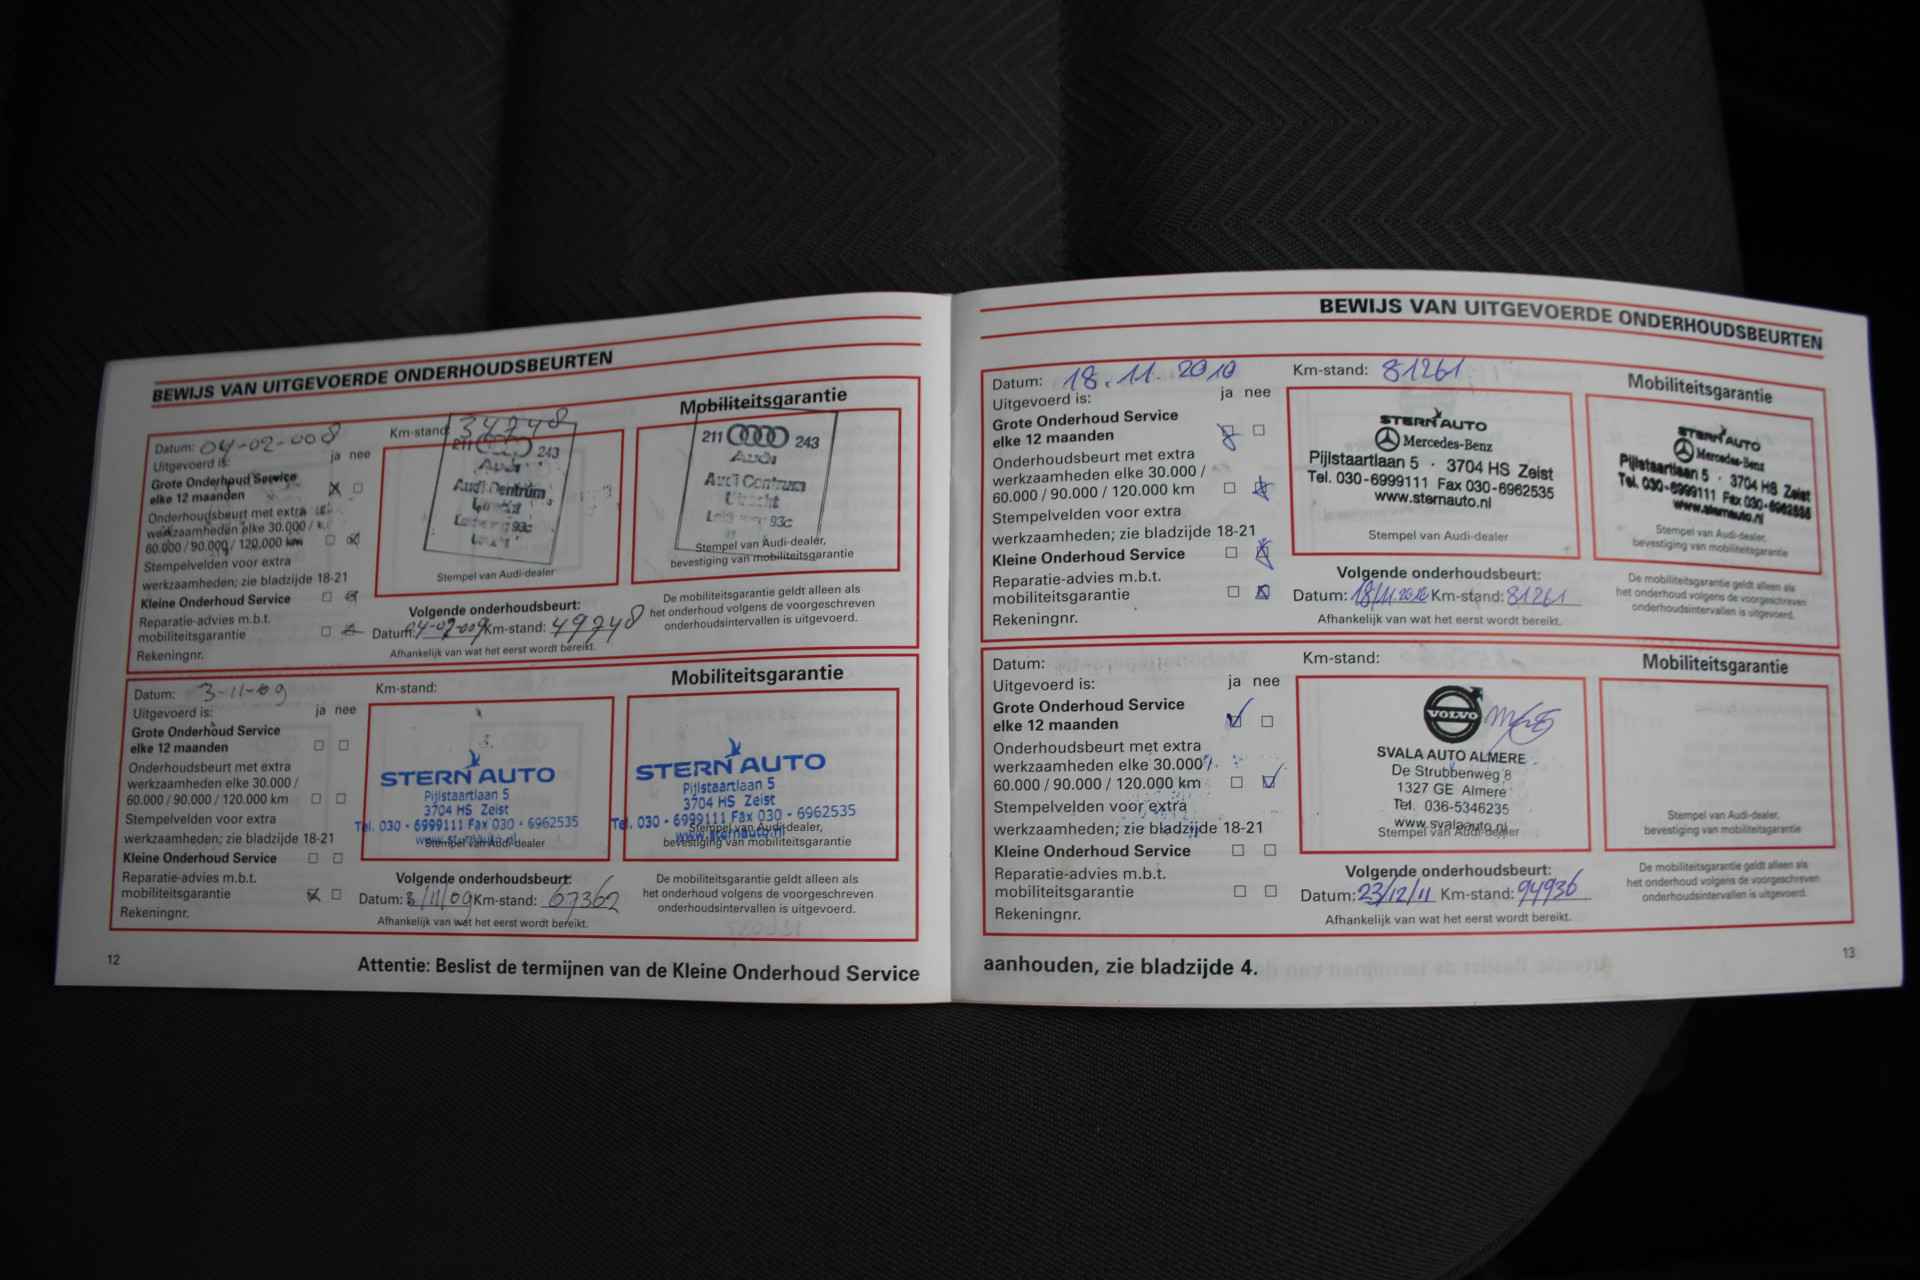 BEWIJS VAN UITGEVOERDE ONDERHOUDSBEURTEN
Datum: 04-02-008
Km-stand: 34748
Mobiliteitsgarantie
Uitgevoerd is:
ja nee
Grote Onderhoud Service
elke 12 maanden
Onderhoudsbeurt met extra
werkzaamheden elke 30.000 /
60.000 / 90.000 / 120.000 km
Stempelvelden voor extra
werkzaamheden; zie bladzijde 18-21
Kleine Onderhoud Service
Reparatie-advies m.b.t.
mobiliteitsgarantie
Rekeningnr.
211 243
Audi
Audi Centrum
93c
Stempel van Audi-dealer
211 243
Audi
Audi Centrum
Utrecht
93c
Stempel van Audi-dealer,
bevestiging van mobiliteitsgarantie
Volgende onderhoudsbeurt:
Datum: 04-02-009 Km-stand: 49748
Afhankelijk van wat het eerst wordt bereikt.
De mobiliteitsgarantie geldt alleen als
het onderhoud volgens de voorgeschreven
onderhoudsintervallen is uitgevoerd.
Datum: 3-11-09
Km-stand:
Mobiliteitsgarantie
Uitgevoerd is:
ja nee
Grote Onderhoud Service
elke 12 maanden
Onderhoudsbeurt met extra
werkzaamheden elke 30.000 /
60.000 / 90.000 / 120.000 km
Stempelvelden voor extra
werkzaamheden; zie bladzijde 18-21
Kleine Onderhoud Service
Reparatie-advies m.b.t.
mobiliteitsgarantie
Rekeningnr.
STERN AUTO
Pijlstaartlaan 5
3704 HS Zeist
Tel. 030 - 6999111 Fax 030 - 6962535
www.sternauto.nl
Stempel van Audi-dealer
STERN AUTO
Pijlstaartlaan 5
3704 HS Zeist
Tel. 030 - 6999111 Fax 030 - 6962535
www.sternauto.nl
Stempel van Audi-dealer,
bevestiging van mobiliteitsgarantie
Volgende onderhoudsbeurt:
Datum: 3/11/09 Km-stand: 67362
Afhankelijk van wat het eerst wordt bereikt.
De mobiliteitsgarantie geldt alleen als
het onderhoud volgens de voorgeschreven
onderhoudsintervallen is uitgevoerd.
12
Attentie: Beslist de termijnen van de Kleine Onderhoud Service
BEWIJS VAN UITGEVOERDE ONDERHOUDSBEURTEN
Datum: 18.11.2010
Km-stand: 81261
Mobiliteitsgarantie
Uitgevoerd is:
ja nee
Grote Onderhoud Service
elke 12 maanden
Onderhoudsbeurt met extra
werkzaamheden elke 30.000 /
60.000 / 90.000 / 120.000 km
Stempelvelden voor extra
werkzaamheden; zie bladzijde 18-21
Kleine Onderhoud Service
Reparatie-advies m.b.t.
mobiliteitsgarantie
Rekeningnr.
STERN AUTO
Mercedes-Benz
Pijlstaartlaan 5 · 3704 HS Zeist
Tel. 030-6999111 Fax 030-6962535
www.sternauto.nl
Stempel van Audi-dealer
STERN AUTO
Mercedes-Benz
Pijlstaartlaan 5 · 3704 HS Zeist
Tel. 030-6999111 Fax 030-6962535
www.sternauto.nl
Stempel van Audi-dealer,
bevestiging van mobiliteitsgarantie
Volgende onderhoudsbeurt:
Datum: 18/11/2010 Km-stand: 81261
Afhankelijk van wat het eerst wordt bereikt.
De mobiliteitsgarantie geldt alleen als
het onderhoud volgens de voorgeschreven
onderhoudsintervallen is uitgevoerd.
Datum:
Km-stand:
Mobiliteitsgarantie
Uitgevoerd is:
ja nee
Grote Onderhoud Service
elke 12 maanden
Onderhoudsbeurt met extra
werkzaamheden elke 30.000 /
60.000 / 90.000 / 120.000 km
Stempelvelden voor extra
werkzaamheden; zie bladzijde 18-21
Kleine Onderhoud Service
Reparatie-advies m.b.t.
mobiliteitsgarantie
Rekeningnr.
VOLVO
SVALA AUTO ALMERE
De Strubbenweg 8
1327 GE Almere
Tel. 036-5346235
www.svalaauto.nl
Stempel van Audi-dealer
Stempel van Audi-dealer,
bevestiging van mobiliteitsgarantie
Volgende onderhoudsbeurt:
Datum: 23/12/11 Km-stand: 94936
Afhankelijk van wat het eerst wordt bereikt.
De mobiliteitsgarantie geldt alleen als
het onderhoud volgens de voorgeschreven
onderhoudsintervallen is uitgevoerd.
13
aanhouden, zie bladzijde 4.